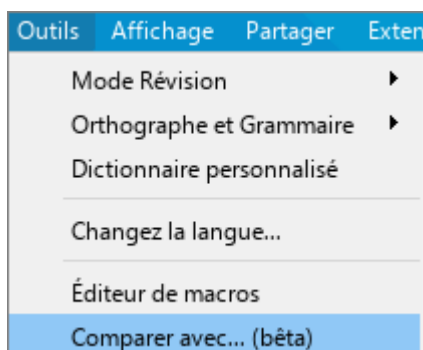 Outils Affichage Partager Exten
Mode Révision
Orthographe et Grammaire
Dictionnaire personnalisé
Changez la langue...
Éditeur de macros
Comparer avec... (bêta)